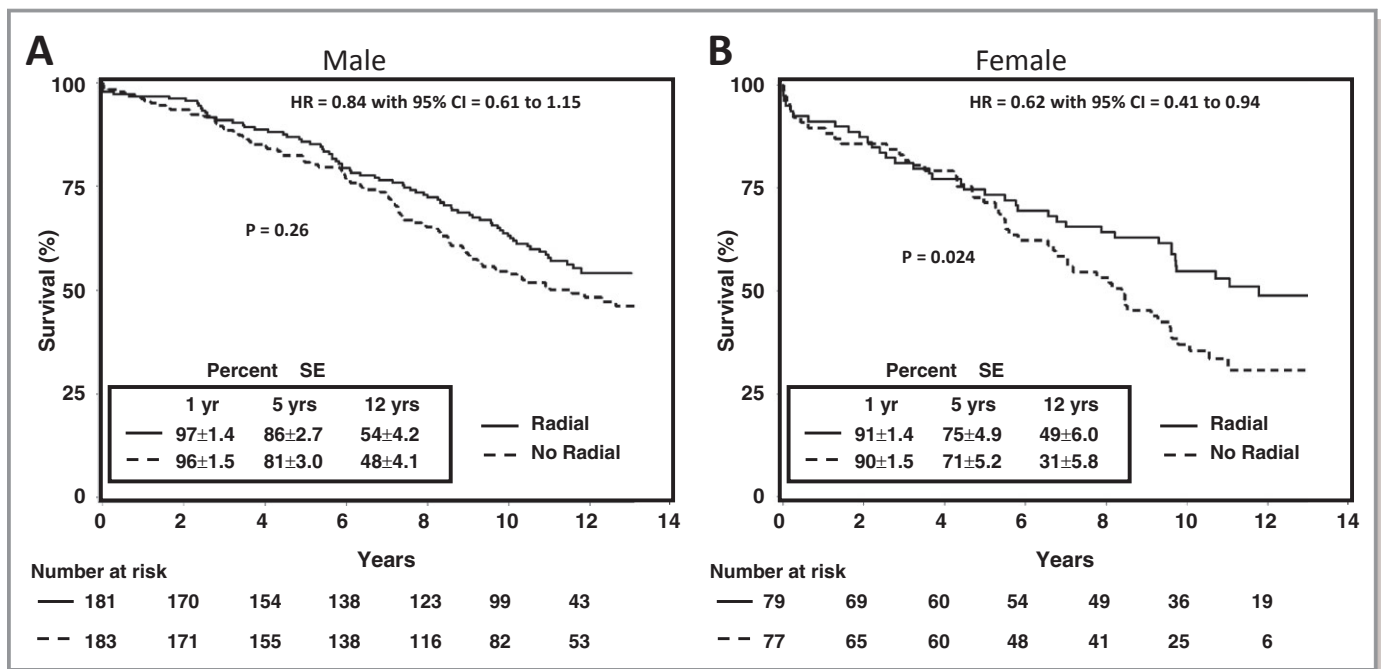 A
Male
HR = 0.84 with 95% CI = 0.61 to 1.15
P = 0.26
Survival (%)
100
75
50
25
0
Percent SE
1 yr 5 yrs 12 yrs
97±1.4 86±2.7 54±4.2
96±1.5 81±3.0 48±4.1
Radial
No Radial
0 2 4 6 8 10 12 14
Years
Number at risk
181 170 154 138 123 99 43
183 171 155 138 116 82 53
B
Female
HR = 0.62 with 95% CI = 0.41 to 0.94
P = 0.024
Survival (%)
100
75
50
25
0
Percent SE
1 yr 5 yrs 12 yrs
91±1.4 75±4.9 49±6.0
90±1.5 71±5.2 31±5.8
Radial
No Radial
0 2 4 6 8 10 12 14
Years
Number at risk
79 69 60 54 49 36 19
77 65 60 48 41 25 6